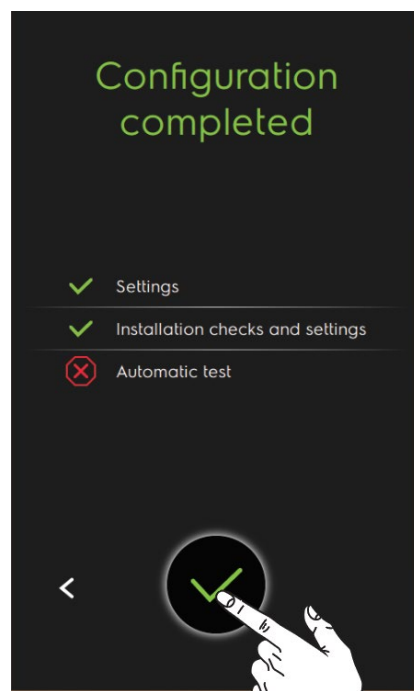 Configuration
completed
Settings
Installation checks and settings
Automatic test